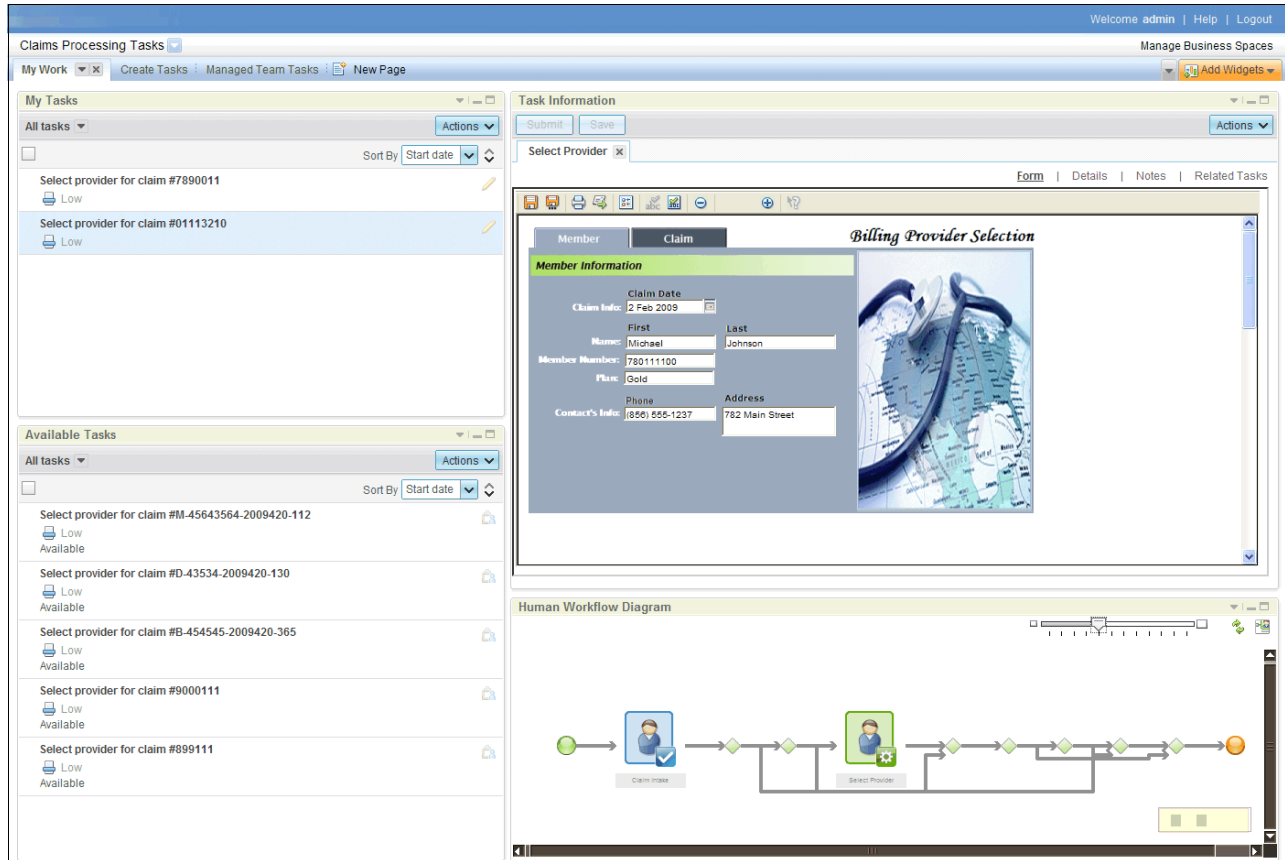 Welcome admin | Help | Logout
Claims Processing Tasks
Manage Business Spaces
My Work
Create Tasks
Managed Team Tasks
New Page
Add Widgets
My Tasks
All tasks
Actions
Sort By Start date
Select provider for claim #7890011
Low
Select provider for claim #01113210
Low
Available Tasks
All tasks
Actions
Sort By Start date
Select provider for claim #M-45643564-2009420-112
Low
Available
Select provider for claim #D-43534-2009420-130
Low
Available
Select provider for claim #B-454545-2009420-365
Low
Available
Select provider for claim #9000111
Low
Available
Select provider for claim #899111
Low
Available
Task Information
Submit Save
Actions
Select Provider
Form | Details | Notes | Related Tasks
Member Claim
Billing Provider Selection
Member Information
Claim Date
Claim Info: 2 Feb 2009
First Last
Name: Michael Johnson
Member Number: 780111100
Plan: Gold
Phone Address
Contact's Info: (856) 555-1237 782 Main Street
Human Workflow Diagram
Claim Intake
Select Provider